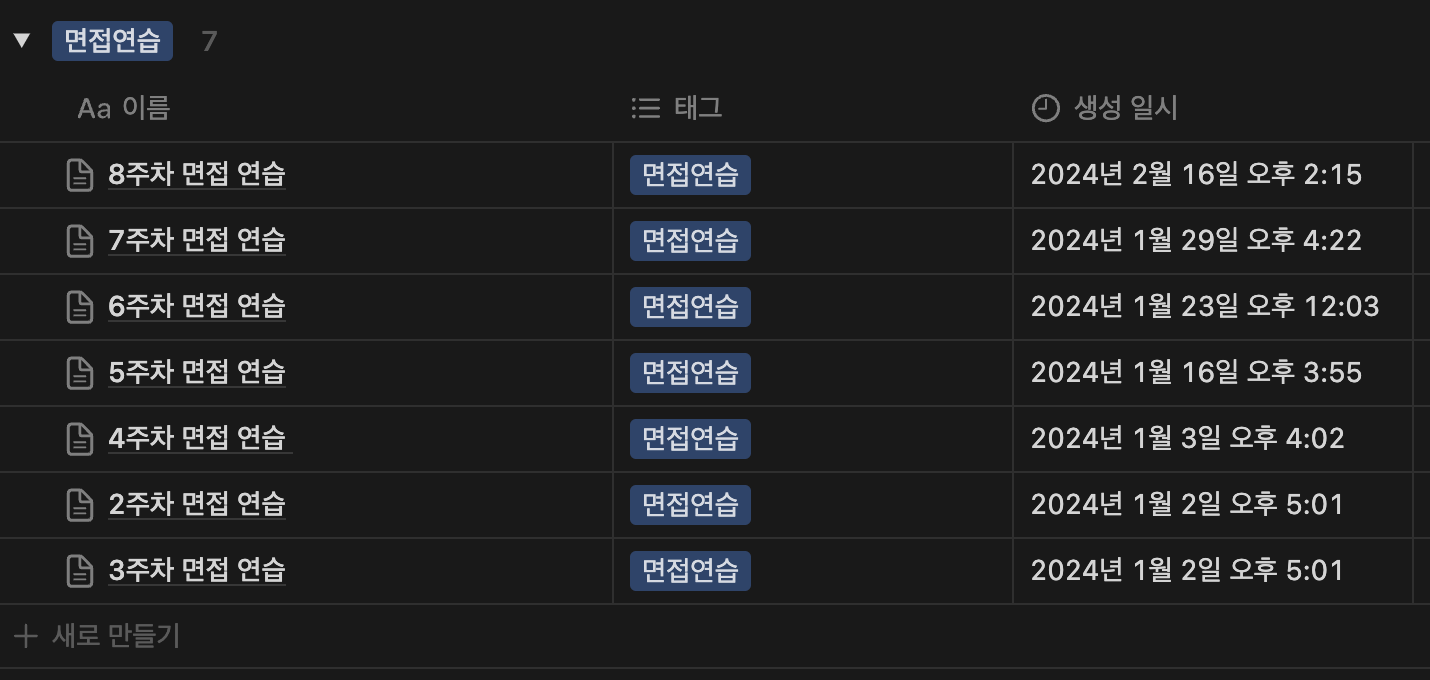 면접연습 7
Aa 이름 태그 생성 일시
8주차 면접 연습 면접연습 2024년 2월 16일 오후 2:15
7주차 면접 연습 면접연습 2024년 1월 29일 오후 4:22
6주차 면접 연습 면접연습 2024년 1월 23일 오후 12:03
5주차 면접 연습 면접연습 2024년 1월 16일 오후 3:55
4주차 면접 연습 면접연습 2024년 1월 3일 오후 4:02
2주차 면접 연습 면접연습 2024년 1월 2일 오후 5:01
3주차 면접 연습 면접연습 2024년 1월 2일 오후 5:01
+ 새로 만들기